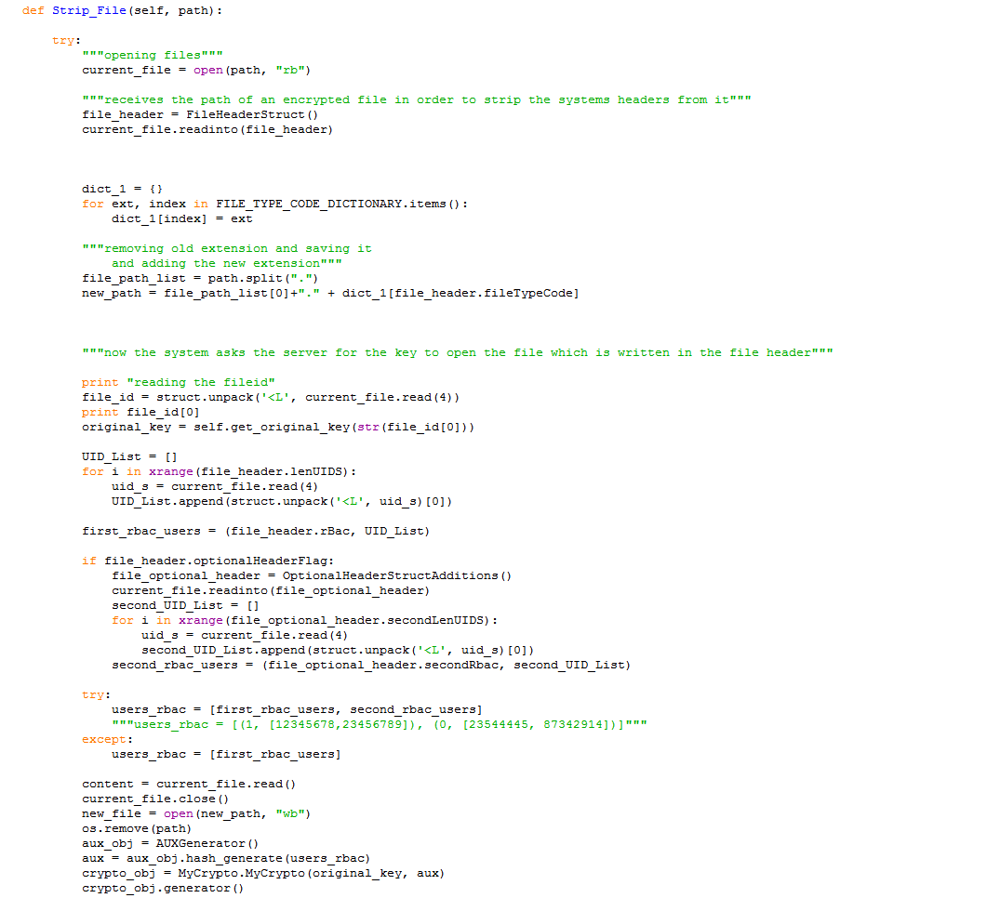 def Strip_File(self, path):
try:
"""opening files"""
current_file = open(path, "rb")
"""receives the path of an encrypted file in order to strip the systems headers from it"""
file_header = FileHeaderStruct()
current_file.readinto(file_header)
dict_1 = {}
for ext, index in FILE_TYPE_CODE_DICTIONARY.items():
dict_1[index] = ext
"""removing old extension and saving it
and adding the new extension"""
file_path_list = path.split(".")
new_path = file_path_list[0]+"." + dict_1[file_header.fileTypeCode]
"""now the system asks the server for the key to open the file which is written in the file header"""
print "reading the fileid"
file_id = struct.unpack('<L', current_file.read(4))
print file_id[0]
original_key = self.get_original_key(str(file_id[0]))
UID_List = []
for i in xrange(file_header.lenUIDS):
uid_s = current_file.read(4)
UID_List.append(struct.unpack('<L', uid_s)[0])
first_rbac_users = (file_header.rBac, UID_List)
if file_header.optionalHeaderFlag:
file_optional_header = OptionalHeaderStructAdditions()
current_file.readinto(file_optional_header)
second_UID_List = []
for i in xrange(file_optional_header.secondLenUIDS):
uid_s = current_file.read(4)
second_UID_List.append(struct.unpack('<L', uid_s)[0])
second_rbac_users = (file_optional_header.secondRbac, second_UID_List)
try:
users_rbac = [first_rbac_users, second_rbac_users]
"""users_rbac = [(1, [12345678,23456789]), (0, [23544445, 87342914])]"""
except:
users_rbac = [first_rbac_users]
content = current_file.read()
current_file.close()
new_file = open(new_path, "wb")
os.remove(path)
aux_obj = AUXGenerator()
aux = aux_obj.hash_generate(users_rbac)
crypto_obj = MyCrypto.MyCrypto(original_key, aux)
crypto_obj.generator()